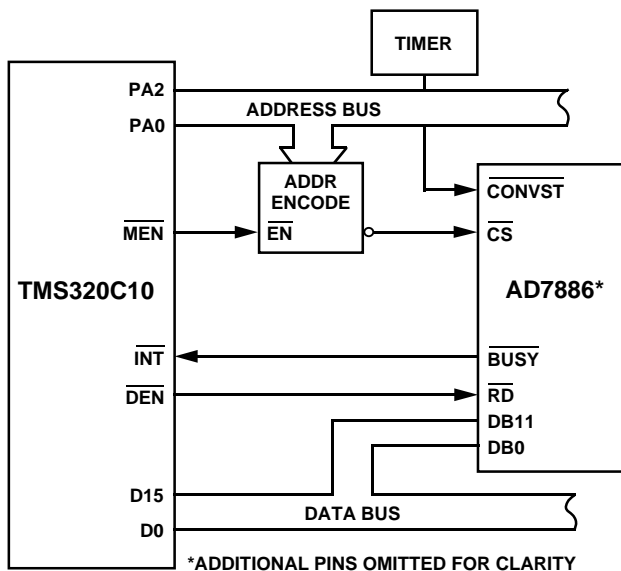 TIMER
PA2
ADDRESS BUS
PA0
ADDR
ENCODE
CONVST
MEN
EN
CS
TMS320C10
AD7886*
INT
BUSY
DEN
RD
DB11
DB0
D15
DATA BUS
D0
*ADDITIONAL PINS OMITTED FOR CLARITY